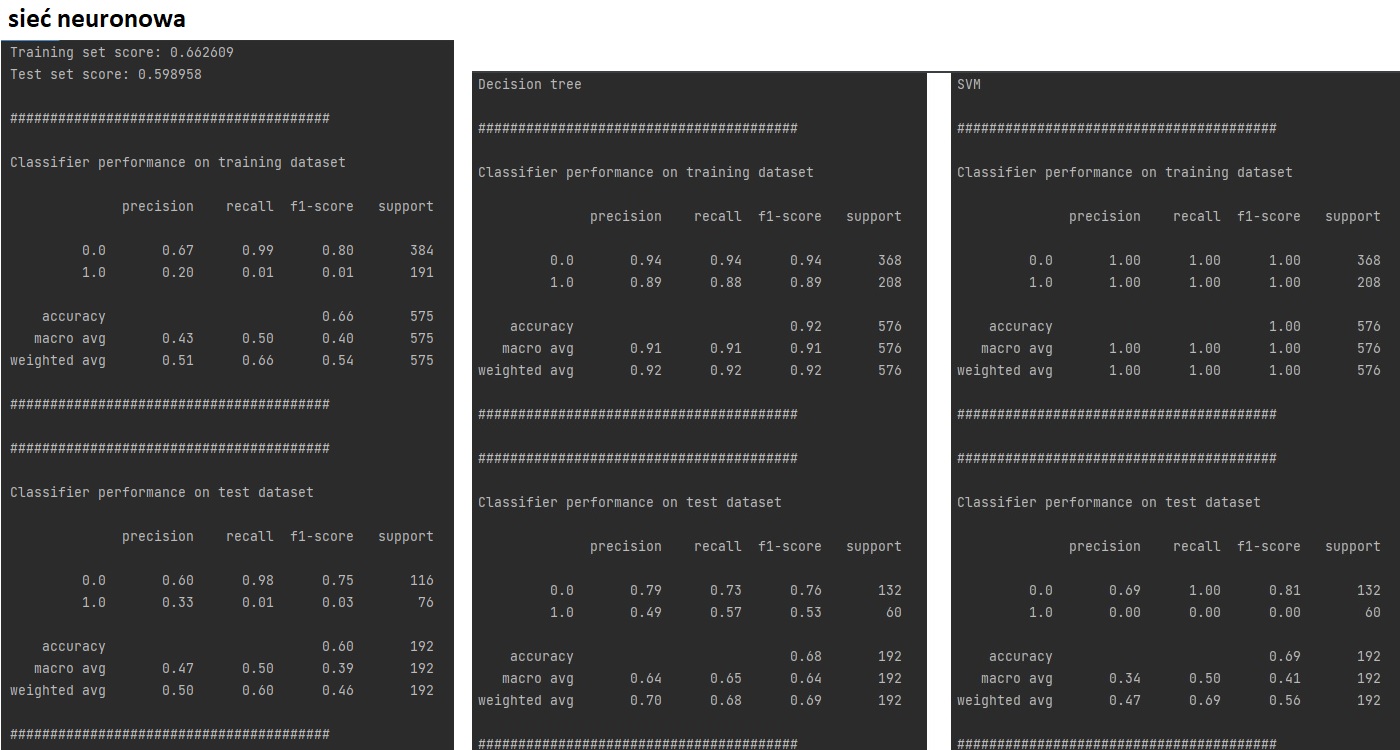 sieć neuronowa
Training set score: 0.662609
Test set score: 0.598958
########################################
Classifier performance on training dataset
precision recall f1-score support
0.0 0.67 0.99 0.80 384
1.0 0.20 0.01 0.01 191
accuracy 0.66 575
macro avg 0.43 0.50 0.40 575
weighted avg 0.51 0.66 0.54 575
########################################
########################################
Classifier performance on test dataset
precision recall f1-score support
0.0 0.60 0.98 0.75 116
1.0 0.33 0.01 0.03 76
accuracy 0.60 192
macro avg 0.47 0.50 0.39 192
weighted avg 0.50 0.60 0.46 192
########################################
Decision tree
########################################
Classifier performance on training dataset
precision recall f1-score support
0.0 0.94 0.94 0.94 368
1.0 0.89 0.88 0.89 208
accuracy 0.92 576
macro avg 0.91 0.91 0.91 576
weighted avg 0.92 0.92 0.92 576
########################################
########################################
Classifier performance on test dataset
precision recall f1-score support
0.0 0.79 0.73 0.76 132
1.0 0.49 0.57 0.53 60
accuracy 0.68 192
macro avg 0.64 0.65 0.64 192
weighted avg 0.70 0.68 0.69 192
########################################
SVM
########################################
Classifier performance on training dataset
precision recall f1-score support
0.0 1.00 1.00 1.00 368
1.0 1.00 1.00 1.00 208
accuracy 1.00 576
macro avg 1.00 1.00 1.00 576
weighted avg 1.00 1.00 1.00 576
########################################
########################################
Classifier performance on test dataset
precision recall f1-score support
0.0 0.69 1.00 0.81 132
1.0 0.00 0.00 0.00 60
accuracy 0.69 192
macro avg 0.34 0.50 0.41 192
weighted avg 0.47 0.69 0.56 192
########################################